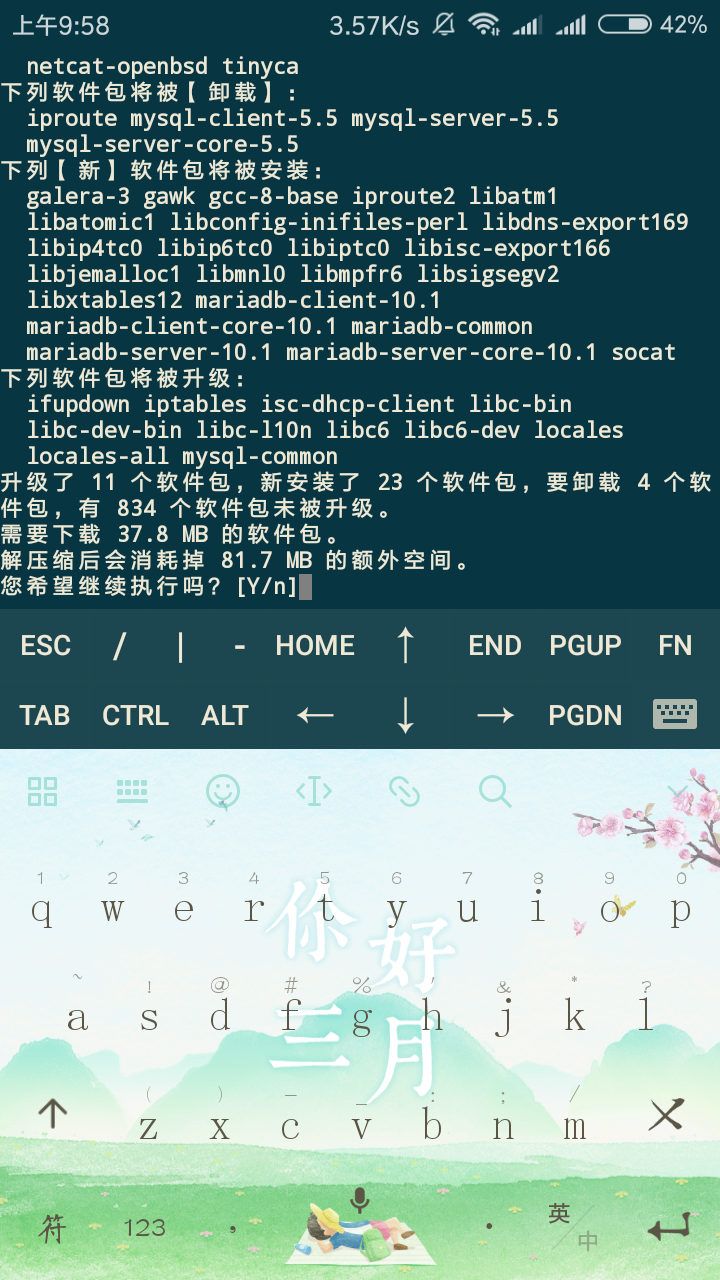 上午9:58 3.57K/s 42%
netcat-openbsd tinyca
下列软件包将被【卸载】:
iproute mysql-client-5.5 mysql-server-5.5
mysql-server-core-5.5
下列【新】软件包将被安装:
galera-3 gawk gcc-8-base iproute2 libatm1
libatomic1 libconfig-inifiles-perl libdns-export169
libip4tc0 libip6tc0 libiptc0 libisc-export166
libjemalloc1 libmnl0 libmpfr6 libsigsegv2
libxtables12 mariadb-client-10.1
mariadb-client-core-10.1 mariadb-common
mariadb-server-10.1 mariadb-server-core-10.1 socat
下列软件包将被升级:
ifupdown iptables isc-dhcp-client libc-bin
libc-dev-bin libc-l10n libc6 libc6-dev locales
locales-all mysql-common
升级了 11 个软件包，新安装了 23 个软件包，要卸载 4 个软
件包，有 834 个软件包未被升级。
需要下载 37.8 MB 的软件包。
解压缩后会消耗掉 81.7 MB 的额外空间。
您希望继续执行吗？ [Y/n]
ESC / | - HOME ↑ END PGUP FN
TAB CTRL ALT ← ↓ → PGDN
1 2 3 4 5 6 7 8 9 0
q w e r t y u i o p
你好
~ ! @ # % ' & * ?
a s d f g h j k l
三月
( ) — _ : ; /
z x c v b n m
符 123 , . 英/中